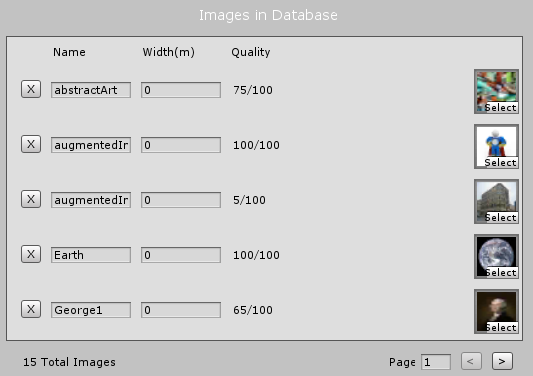 Images in Database
Name Width(m) Quality
X abstractArt 0 75/100 Select
X augmentedIr 0 100/100 Select
X augmentedIr 0 5/100 Select
X Earth 0 100/100 Select
X George1 0 65/100 Select
15 Total Images Page 1 < >